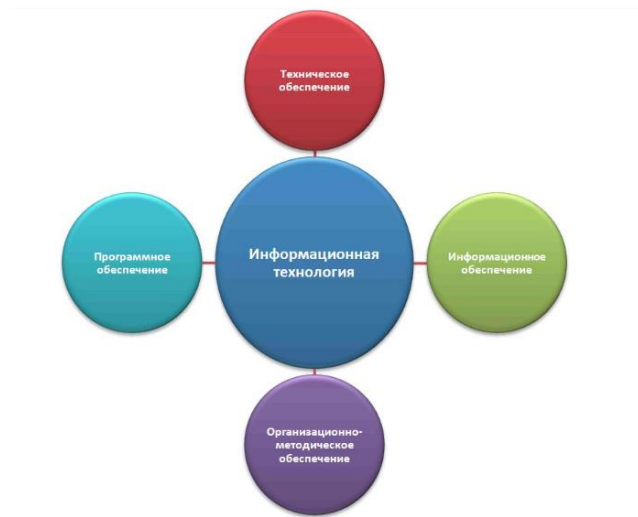 Техническое
обеспечение
Программное
обеспечение
Информационная
технология
Информационное
обеспечение
Организационно-
методическое
обеспечение